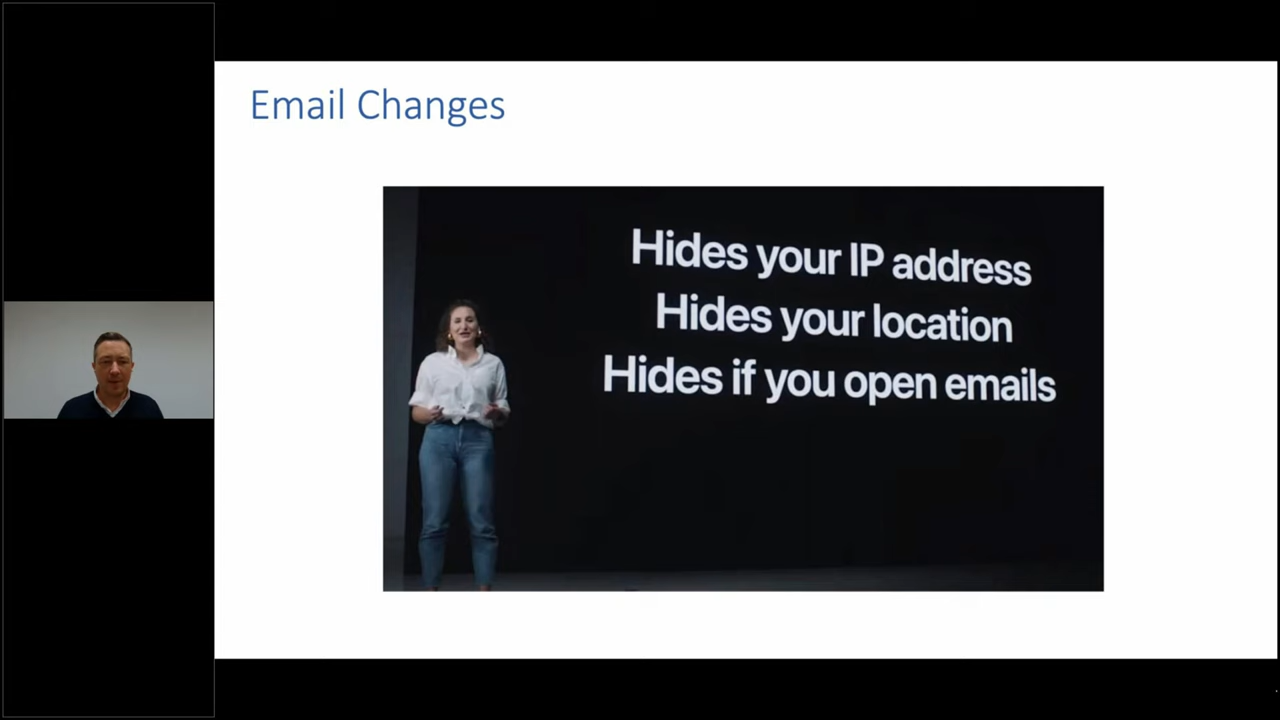 Email Changes
Hides your IP address
Hides your location
Hides if you open emails